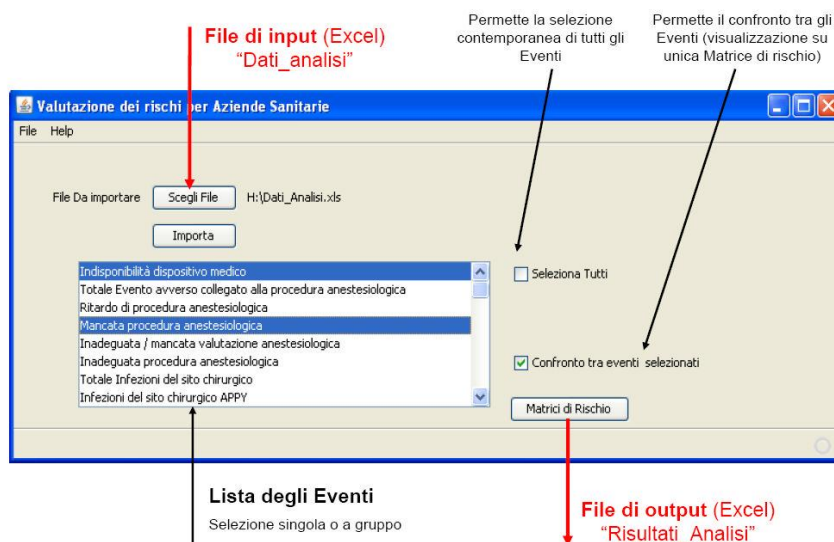 File di input (Excel)
“Dati_analisi”
Permette la selezione
contemporanea di tutti gli
Eventi
Permette il confronto tra gli
Eventi (visualizzazione su
unica Matrice di rischio)
Valutazione dei rischi per Aziende Sanitarie
File Help
File Da importare Scegli File H:\Dati_Analisi.xls
Importa
Indisponibilità dispositivo medico
Totale Evento avverso collegato alla procedura anestesiologica
Ritardo di procedura anestesiologica
Mancata procedura anestesiologica
Inadeguata / mancata valutazione anestesiologica
Inadeguata procedura anestesiologica
Totale Infezioni del sito chirurgico
Infezioni del sito chirurgico APPY
Seleziona Tutti
Confronto tra eventi selezionati
Matrici di Rischio
Lista degli Eventi
Selezione singola o a gruppo
File di output (Excel)
“Risultati_Analisi”